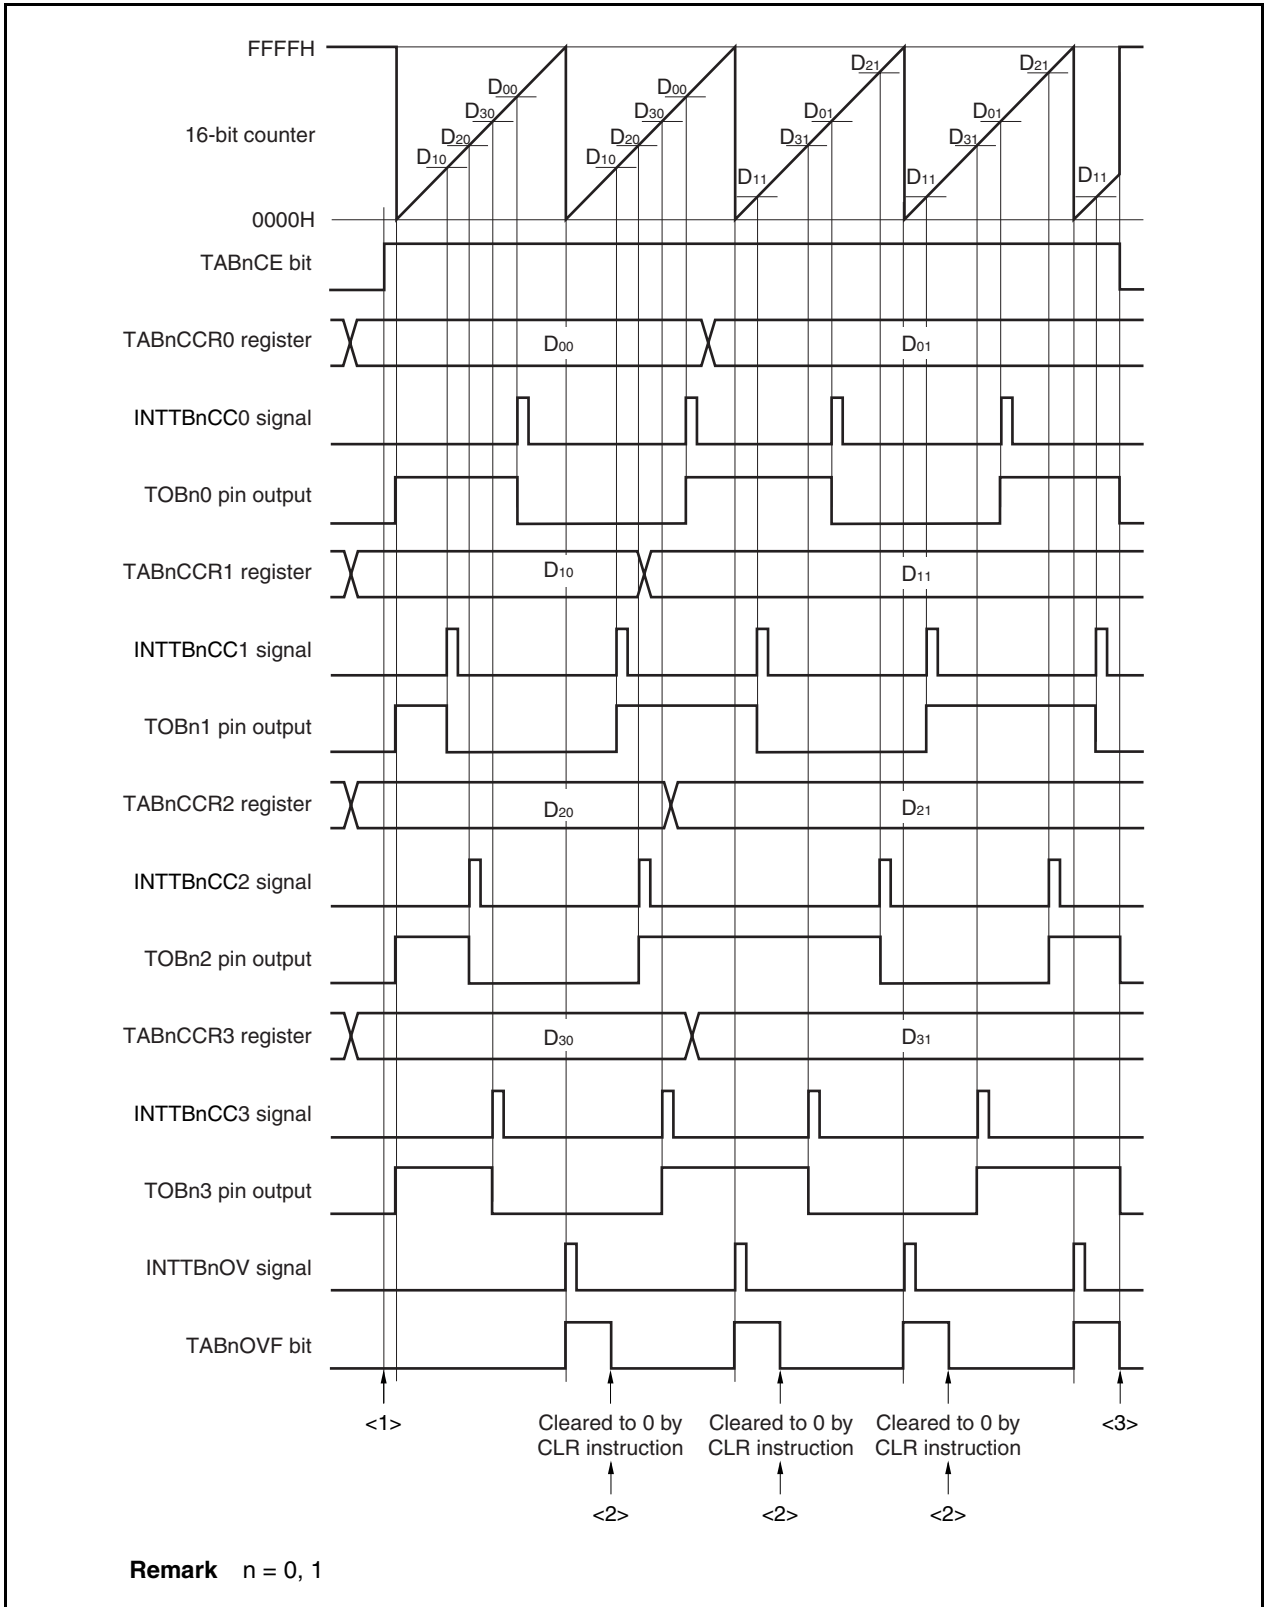 FFFFH
D21 D21
D00 D00
D30 D30 D01 D01
16-bit counter
D20 D20 D31 D31
D10 D10
D11 D11 D11
0000H
TABnCE bit
TABnCCR0 register D00 D01
INTTBnCC0 signal
TOBn0 pin output
TABnCCR1 register D10 D11
INTTBnCC1 signal
TOBn1 pin output
TABnCCR2 register D20 D21
INTTBnCC2 signal
TOBn2 pin output
TABnCCR3 register D30 D31
INTTBnCC3 signal
TOBn3 pin output
INTTBnOV signal
TABnOVF bit
<1> Cleared to 0 by Cleared to 0 by Cleared to 0 by <3>
CLR instruction CLR instruction CLR instruction
<2> <2> <2>
Remark n = 0, 1